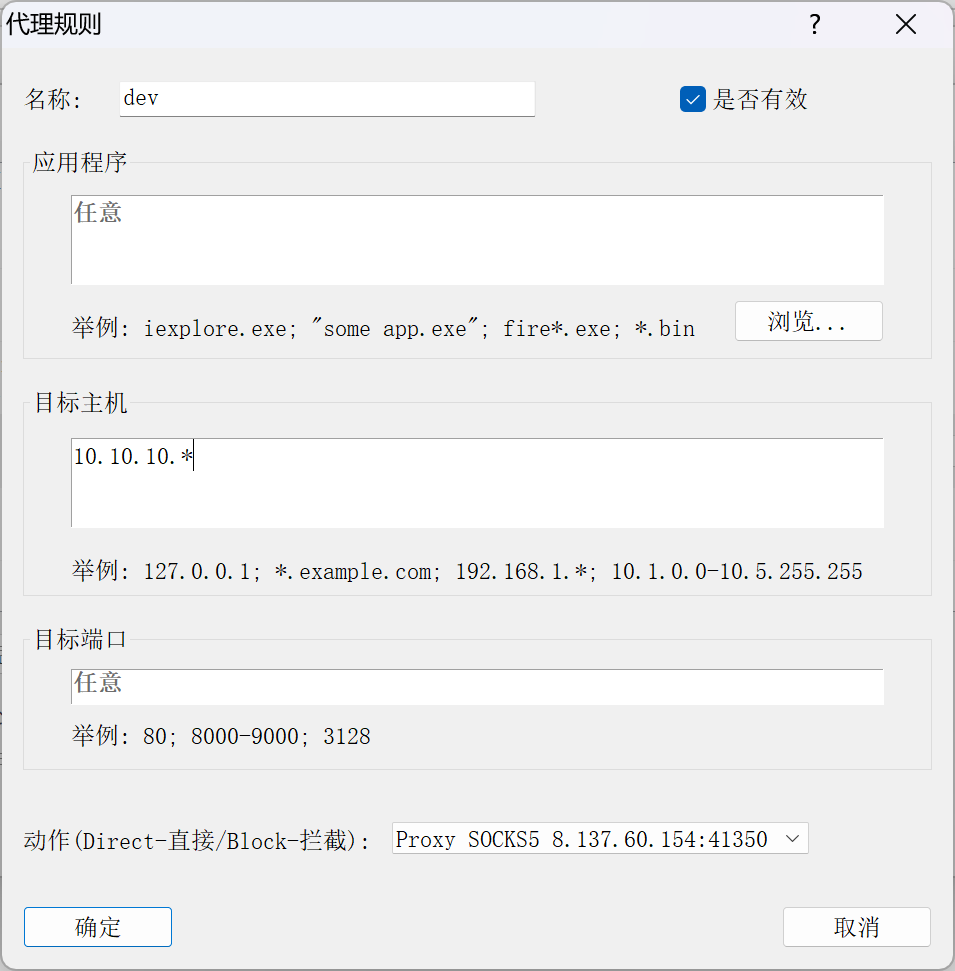 代理规则 ?
名称: dev 是否有效
应用程序
任意
举例: iexplore.exe; "some app.exe"; fire*.exe; *.bin 浏览...
目标主机
10.10.10.*
举例: 127.0.0.1; *.example.com; 192.168.1.*; 10.1.0.0-10.5.255.255
目标端口
任意
举例: 80; 8000-9000; 3128
动作(Direct-直接/Block-拦截): Proxy SOCKS5 8.137.60.154:41350
确定 取消